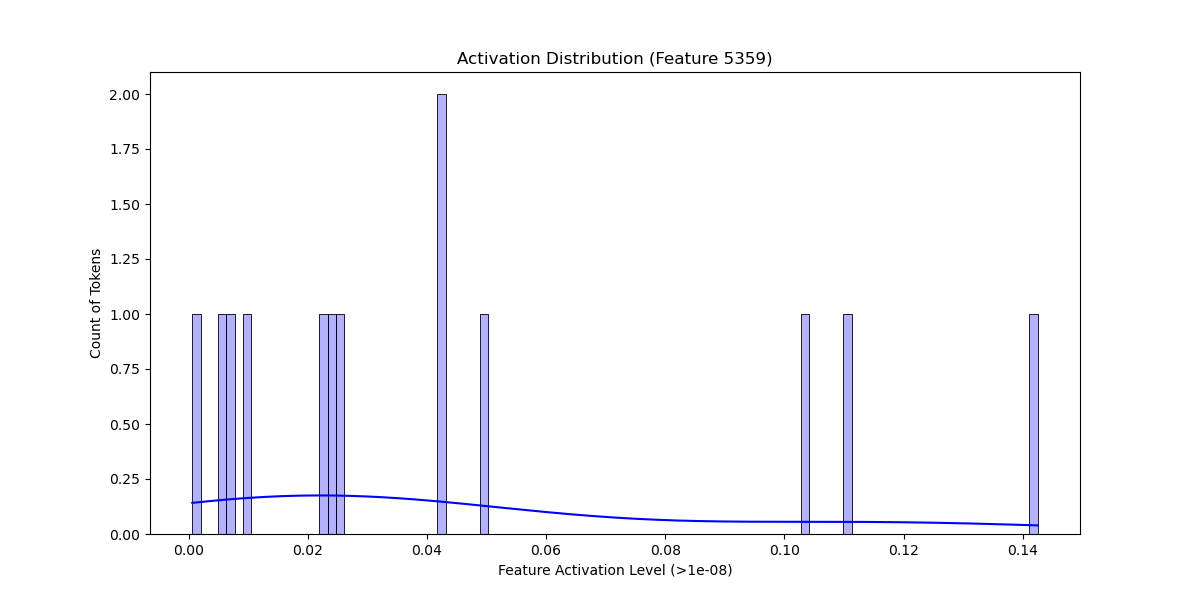 Activation Distribution (Feature 5359)
2.00
1.75
1.50
1.25
1.00
0.75
0.50
0.25
0.00
Count of Tokens
0.00 0.02 0.04 0.06 0.08 0.10 0.12 0.14
Feature Activation Level (>1e-08)